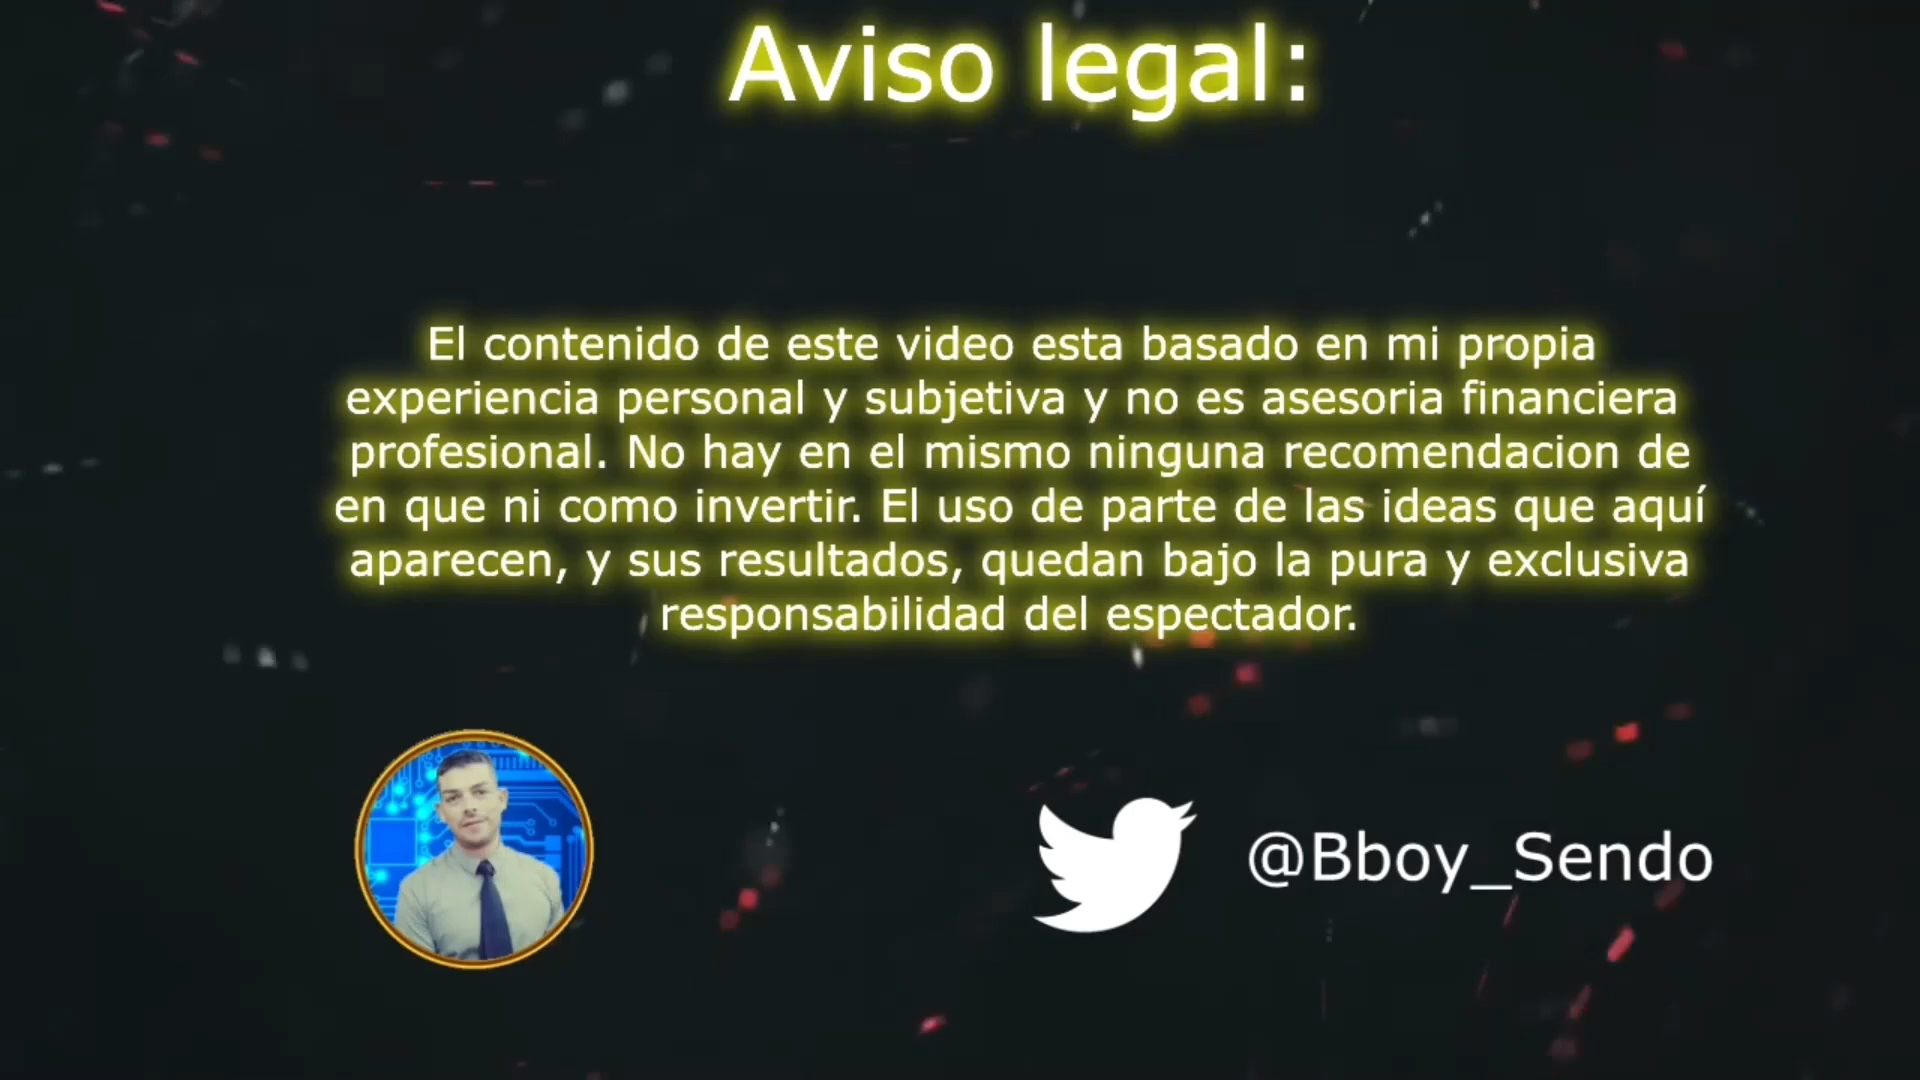 Aviso legal:
El contenido de este video esta basado en mi propia
experiencia personal y subjetiva y no es asesoria financiera
profesional. No hay en el mismo ninguna recomendacion de
en que ni como invertir. El uso de parte de las ideas que aquí
aparecen, y sus resultados, quedan bajo la pura y exclusiva
responsabilidad del espectador.
@Bboy_Sendo